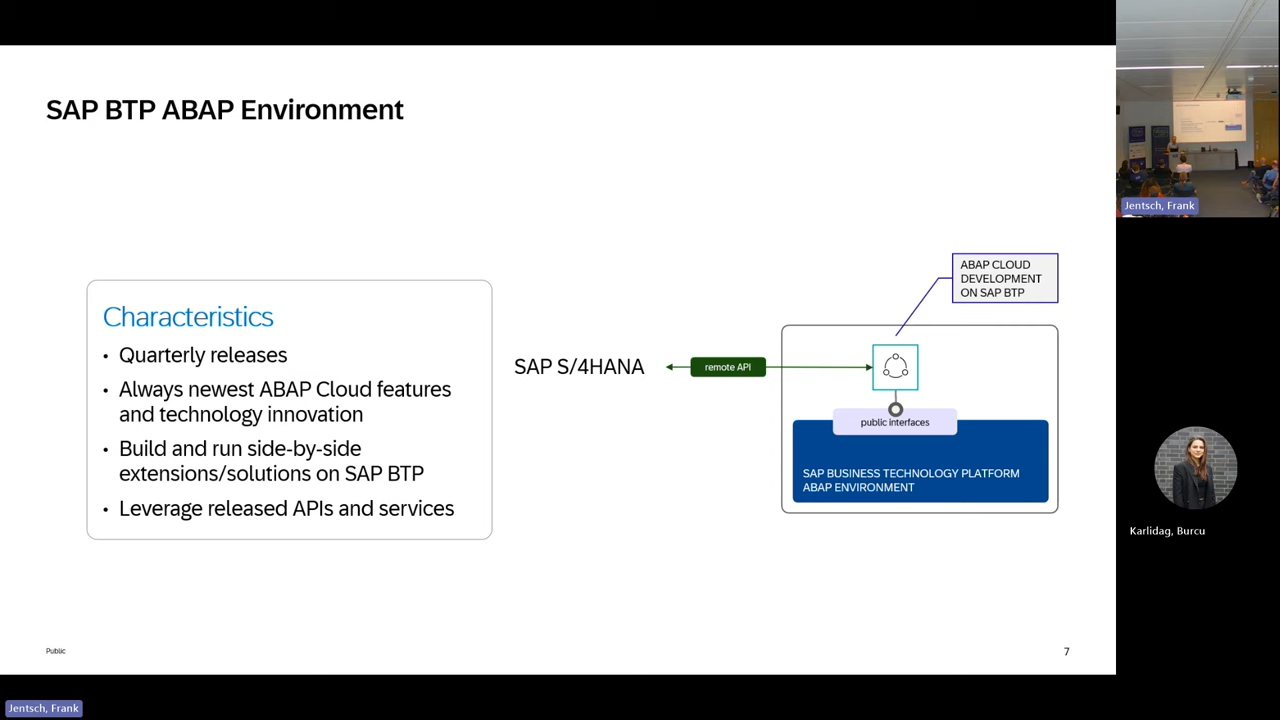 SAP BTP ABAP Environment
Characteristics
• Quarterly releases
• Always newest ABAP Cloud features
and technology innovation
• Build and run side-by-side
extensions/solutions on SAP BTP
• Leverage released APIs and services
SAP S/4HANA
remote API
ABAP CLOUD
DEVELOPMENT
ON SAP BTP
public interfaces
SAP BUSINESS TECHNOLOGY PLATFORM
ABAP ENVIRONMENT
Public
7
Jentsch, Frank
Karlidag, Burcu
Jentsch, Frank